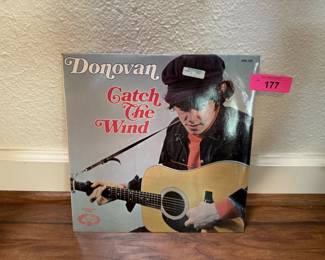 Donovan
Catch
The
Wind
177